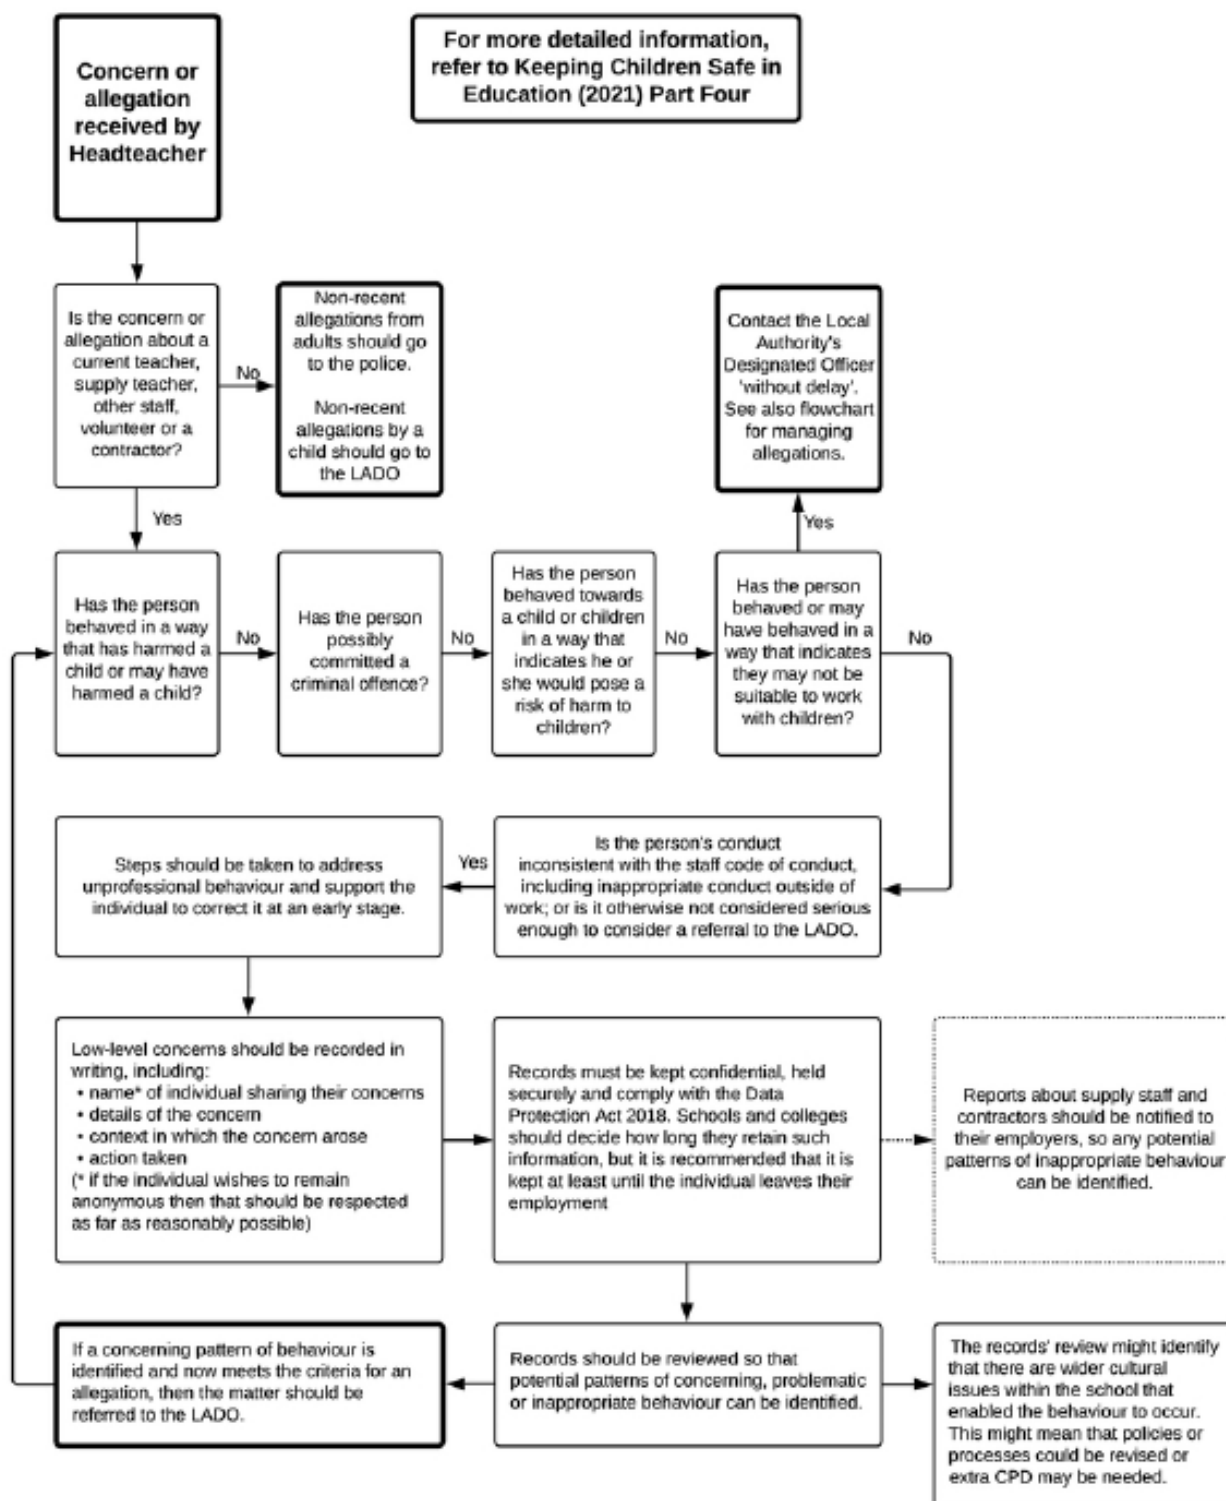 Concern or
allegation
received by
Headteacher
For more detailed information,
refer to Keeping Children Safe in
Education (2021) Part Four
Is the concern or
allegation about a
current teacher,
supply teacher,
other staff,
volunteer or a
contractor?
No
Non-recent
allegations from
adults should go
to the police.
Non-recent
allegations by a
child should go to
the LADO
Contact the Local
Authority's
Designated Officer
'without delay'.
See also flowchart
for managing
allegations.
Yes
Yes
Has the person
behaved in a way
that has harmed a
child or may have
harmed a child?
No
Has the person
possibly
committed a
criminal offence?
No
Has the person
behaved towards
a child or children
in a way that
indicates he or
she would pose a
risk of harm to
children?
No
Has the person
behaved or may
have behaved in a
way that indicates
they may not be
suitable to work
with children?
No
Steps should be taken to address
unprofessional behaviour and support the
individual to correct it at an early stage.
Yes
Is the person's conduct
inconsistent with the staff code of conduct,
including inappropriate conduct outside of
work; or is it otherwise not considered serious
enough to consider a referral to the LADO.
Low-level concerns should be recorded in
writing, including:
• name* of individual sharing their concerns
• details of the concern
• context in which the concern arose
• action taken
(* if the individual wishes to remain
anonymous then that should be respected
as far as reasonably possible)
Records must be kept confidential, held
securely and comply with the Data
Protection Act 2018. Schools and colleges
should decide how long they retain such
information, but it is recommended that it is
kept at least until the individual leaves their
employment
Reports about supply staff and
contractors should be notified to
their employers, so any potential
patterns of inappropriate behaviour
can be identified.
If a concerning pattern of behaviour is
identified and now meets the criteria for an
allegation, then the matter should be
referred to the LADO.
Records should be reviewed so that
potential patterns of concerning, problematic
or inappropriate behaviour can be identified.
The records' review might identify
that there are wider cultural
issues within the school that
enabled the behaviour to occur.
This might mean that policies or
processes could be revised or
extra CPD may be needed.